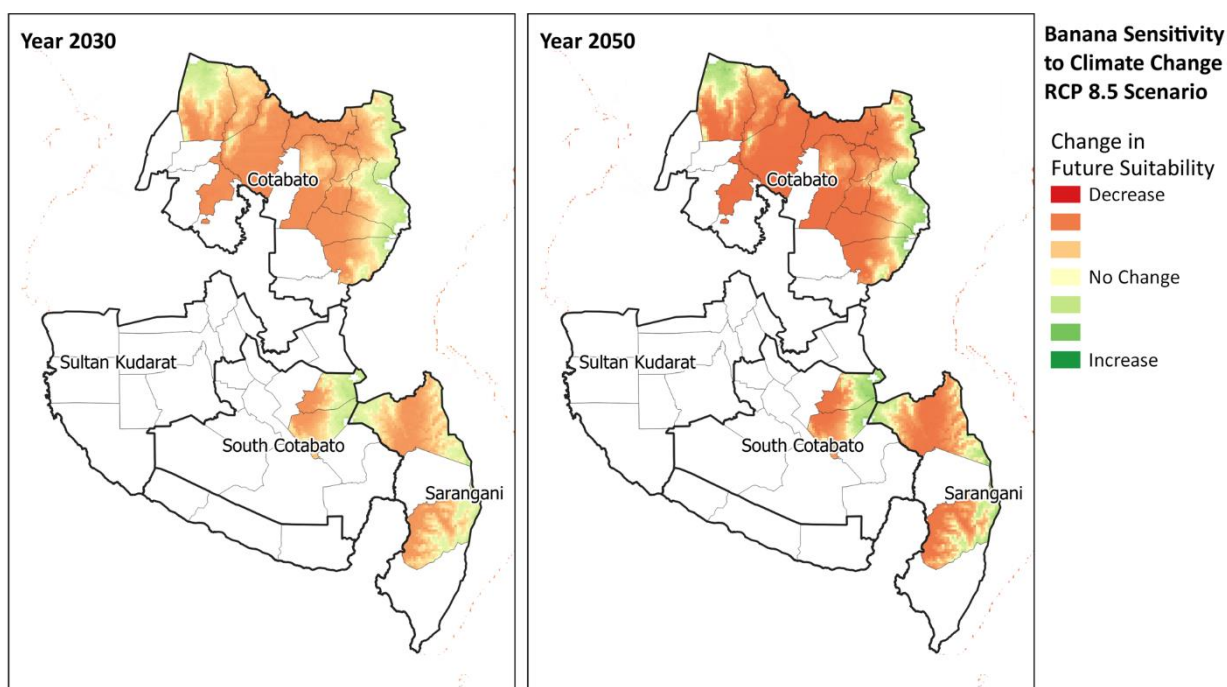 Year 2030
Cotabato
Sultan Kudarat
South Cotabato
Sarangani
Year 2050
Cotabato
Sultan Kudarat
South Cotabato
Sarangani
Banana Sensitivity
to Climate Change
RCP 8.5 Scenario
Change in
Future Suitability
Decrease
No Change
Increase